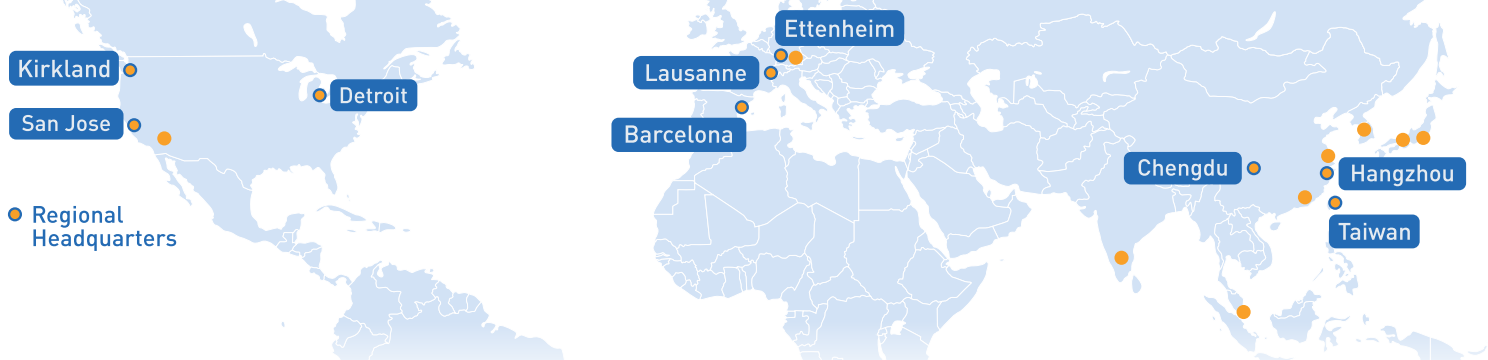 Kirkland
San Jose
Detroit
Regional
Headquarters
Ettenheim
Lausanne
Barcelona
Chengdu
Hangzhou
Taiwan